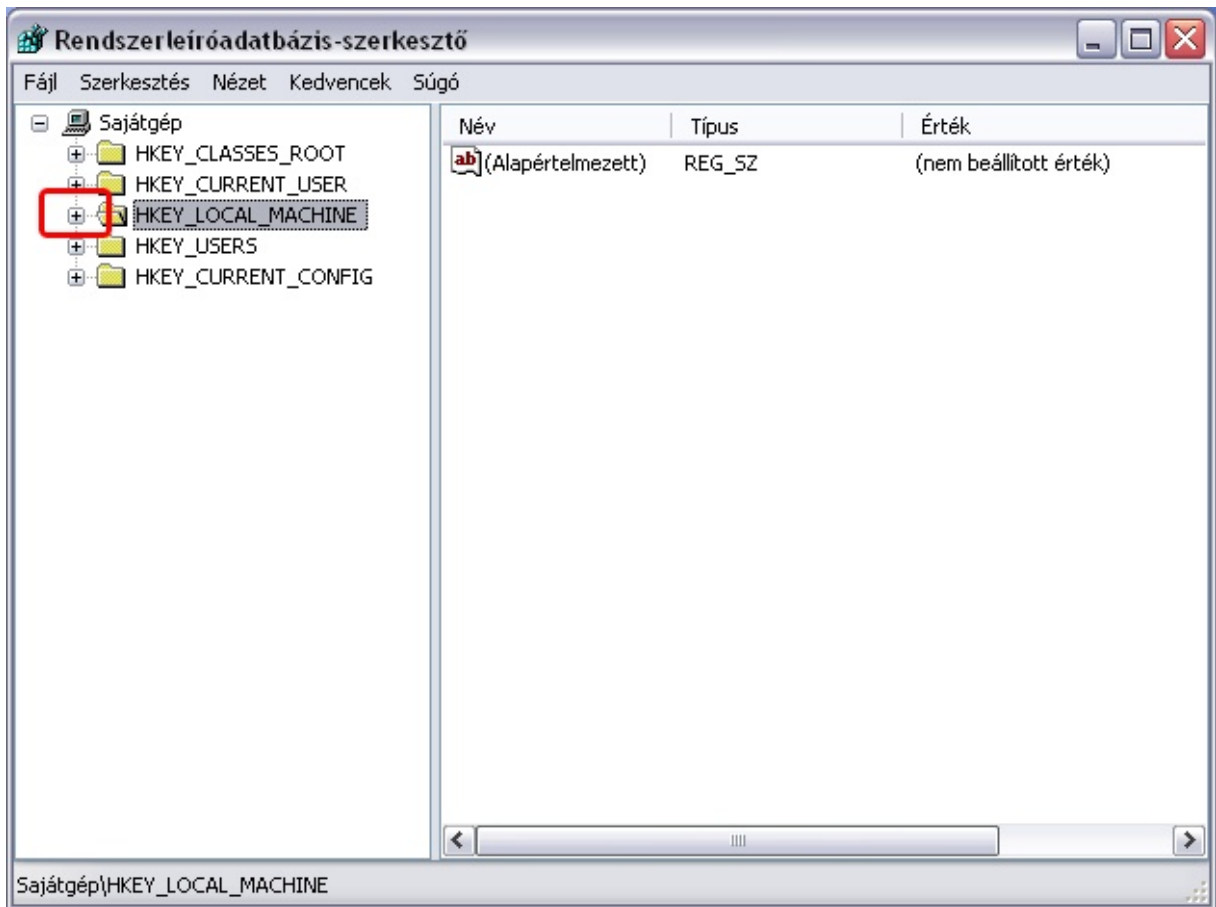 Rendszerleíróadatbázis-szerkesztő
Fájl Szerkesztés Nézet Kedvencek Súgó
Sajátgép
HKEY_CLASSES_ROOT
HKEY_CURRENT_USER
HKEY_LOCAL_MACHINE
HKEY_USERS
HKEY_CURRENT_CONFIG
Név Típus Érték
ab (Alapértelmezett) REG_SZ (nem beállított érték)
Sajátgép\HKEY_LOCAL_MACHINE